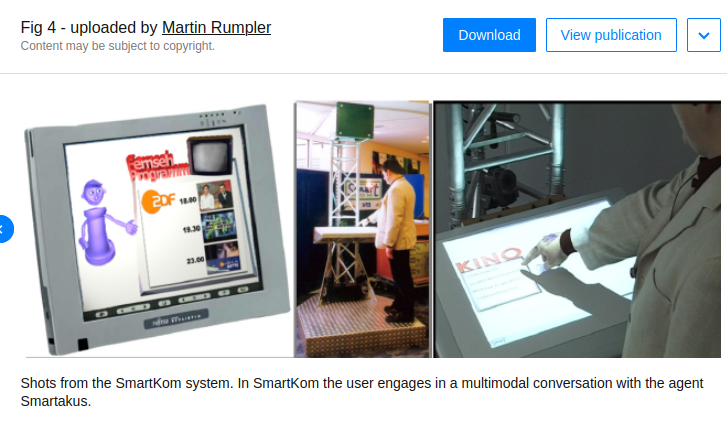 Fig 4 - uploaded by Martin Rumpler
Content may be subject to copyright.
Download
View publication
Fernseh
Programm
ZDF
18.00
19.30
23.00
Smart
KINO
Shots from the SmartKom system. In SmartKom the user engages in a multimodal conversation with the agent
Smartakus.